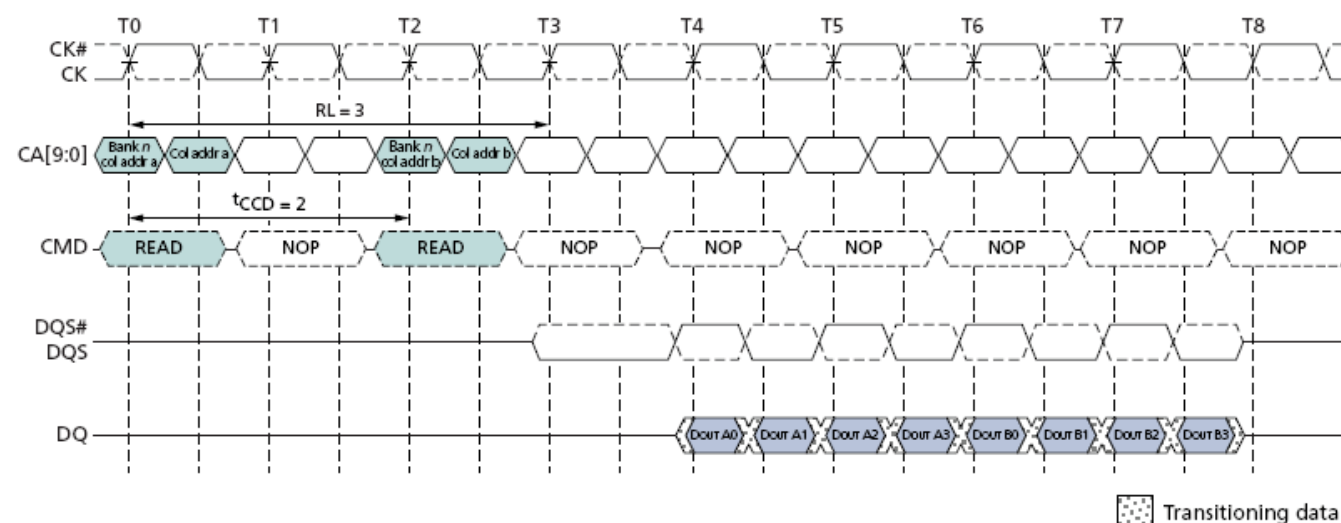 T0 T1 T2 T3 T4 T5 T6 T7 T8
CK#
CK
RL = 3
CA[9:0]
Bank n
col addr a
Col addr a
Bank n
col addr b
Col addr b
tCCD = 2
CMD READ NOP READ NOP NOP NOP NOP NOP NOP
DQS#
DQS
DQ DOUT A0 DOUT A1 DOUT A2 DOUT A3 DOUT B0 DOUT B1 DOUT B2 DOUT B3
Transitioning data